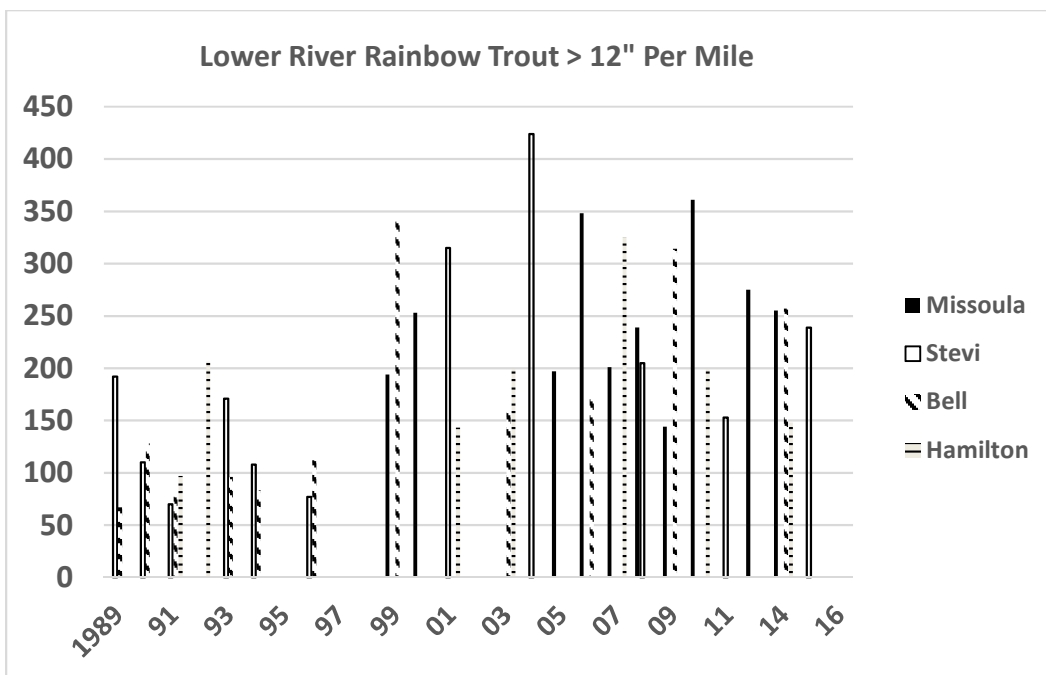 Lower River Rainbow Trout > 12" Per Mile
450
400
350
300
250
200
150
100
50
0
1989 91 93 95 97 99 01 03 05 07 09 11 14 16
Missoula
Stevi
Bell
Hamilton